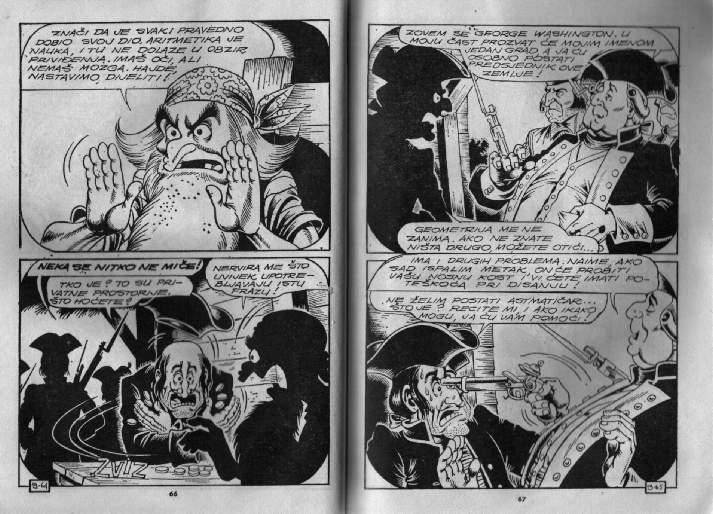 ZNAČI DA JE SVAKI PRAVEDNO
DOBIO SVOJ DIO. ARITMETIKA JE
NAUKA, I TU NE DOLAZE U OBZIR
PRIVIĐENJA. IMAŠ OČI, ALI
NEMAŠ MOZGA. HAJDE,
NASTAVIMO DIJELITI!
NEKA SE NITKO NE MIČE!
TKO JE? TO SU PRI-
VATNE PROSTORIJE,
ŠTO HOĆETE?
NERVIRA ME ŠTO
UVIJEK UPOTRE-
BLJAVAJU ISTU
FRAZU!
ZIAZ!
B-64
66
ZOVEM SE GEORGE WASHINGTON. U
MOJU ČAST PROZVAT ĆE MOJIM IMENOM
JEDAN GRAD, A JA ĆU
OSOBNO POSTATI
PREDSJEDNIK OVE
ZEMLJE!
GEOMETRIJA ME NE
ZANIMA. AKO NE ZNATE
NIŠTA DRUGO, MOŽETE OTIĆI...
IMA I DRUGIH PROBLEMA. NAIME, AKO
SAD ISPALIM METAK, ON ĆE PROBITI
VAŠU NOSNU KOST I VI ĆETE IMATI PO-
TEŠKOĆA PRI DISANJU!
NE ŽELIM POSTATI ASTMATIČAR...
ŠTO JE? RECITE MI, I AKO IKAKO
MOGU, JA ĆU VAM POMOĆI!
B-65
67